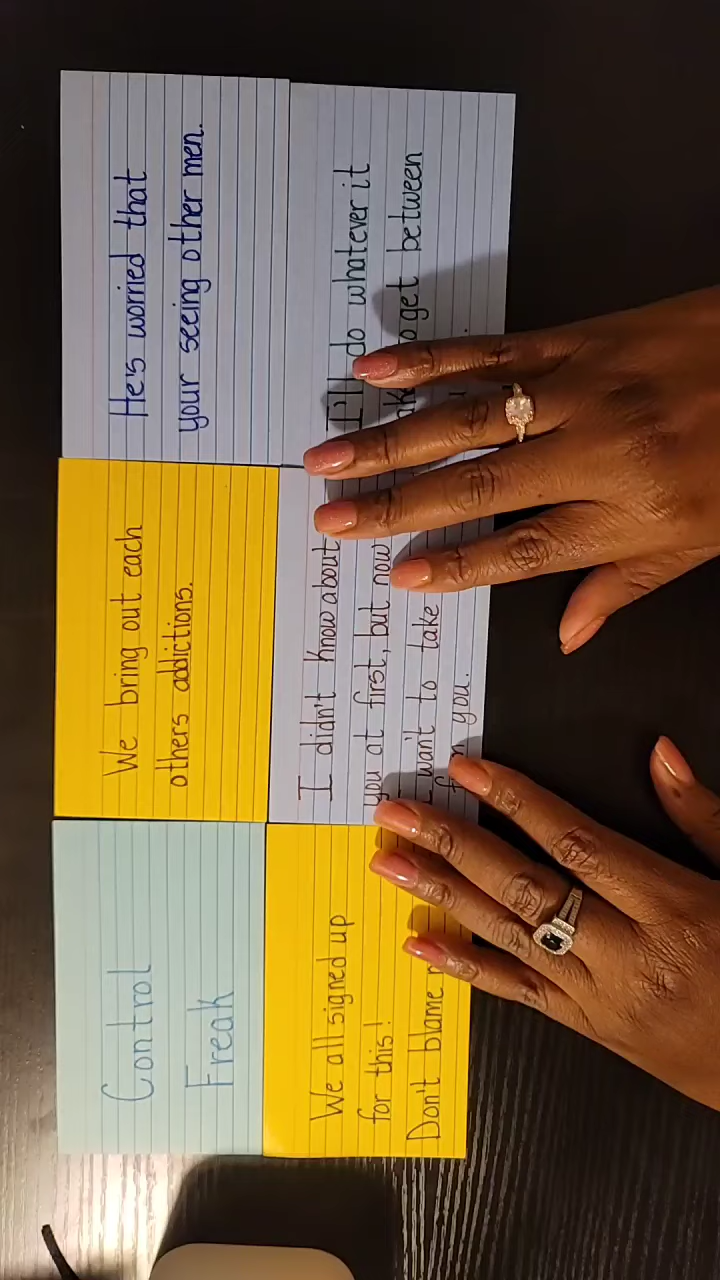 Control
Freak
We bring out each
others addictions.
He's worried that
your seeing other men.
We all signed up
for this!
Don't blame
I didn't know about
you at first, but now
I wan't to take
you.
I'll do whatever it
get between